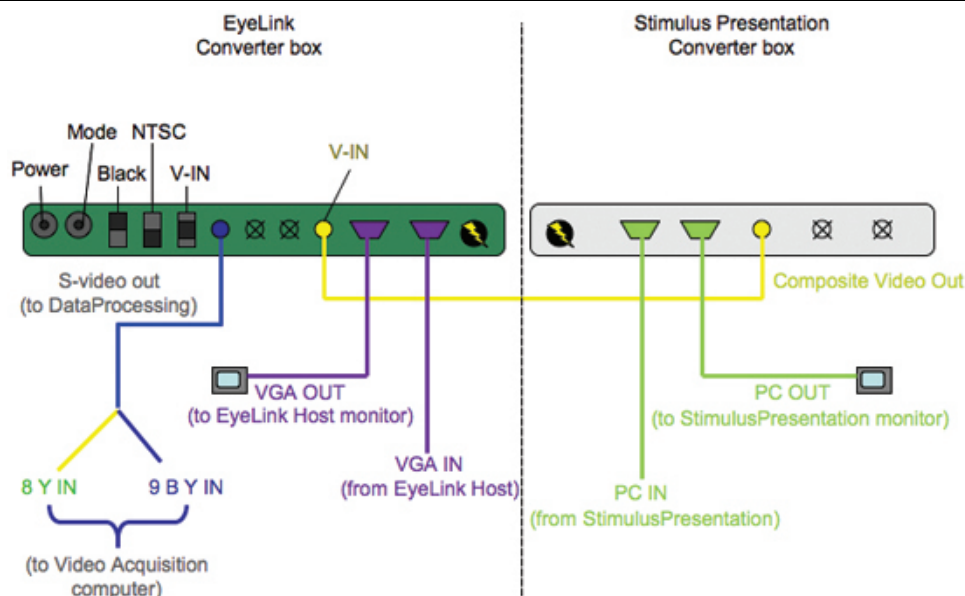 EyeLink
Converter box
Stimulus Presentation
Converter box
Mode NTSC
Power
Black
V-IN
V-IN
S-video out
(to DataProcessing)
Composite Video Out
VGA OUT
(to EyeLink Host monitor)
PC OUT
(to StimulusPresentation monitor)
VGA IN
(from EyeLink Host)
PC IN
(from StimulusPresentation)
8 Y IN
9 B Y IN
(to Video Acquisition
computer)